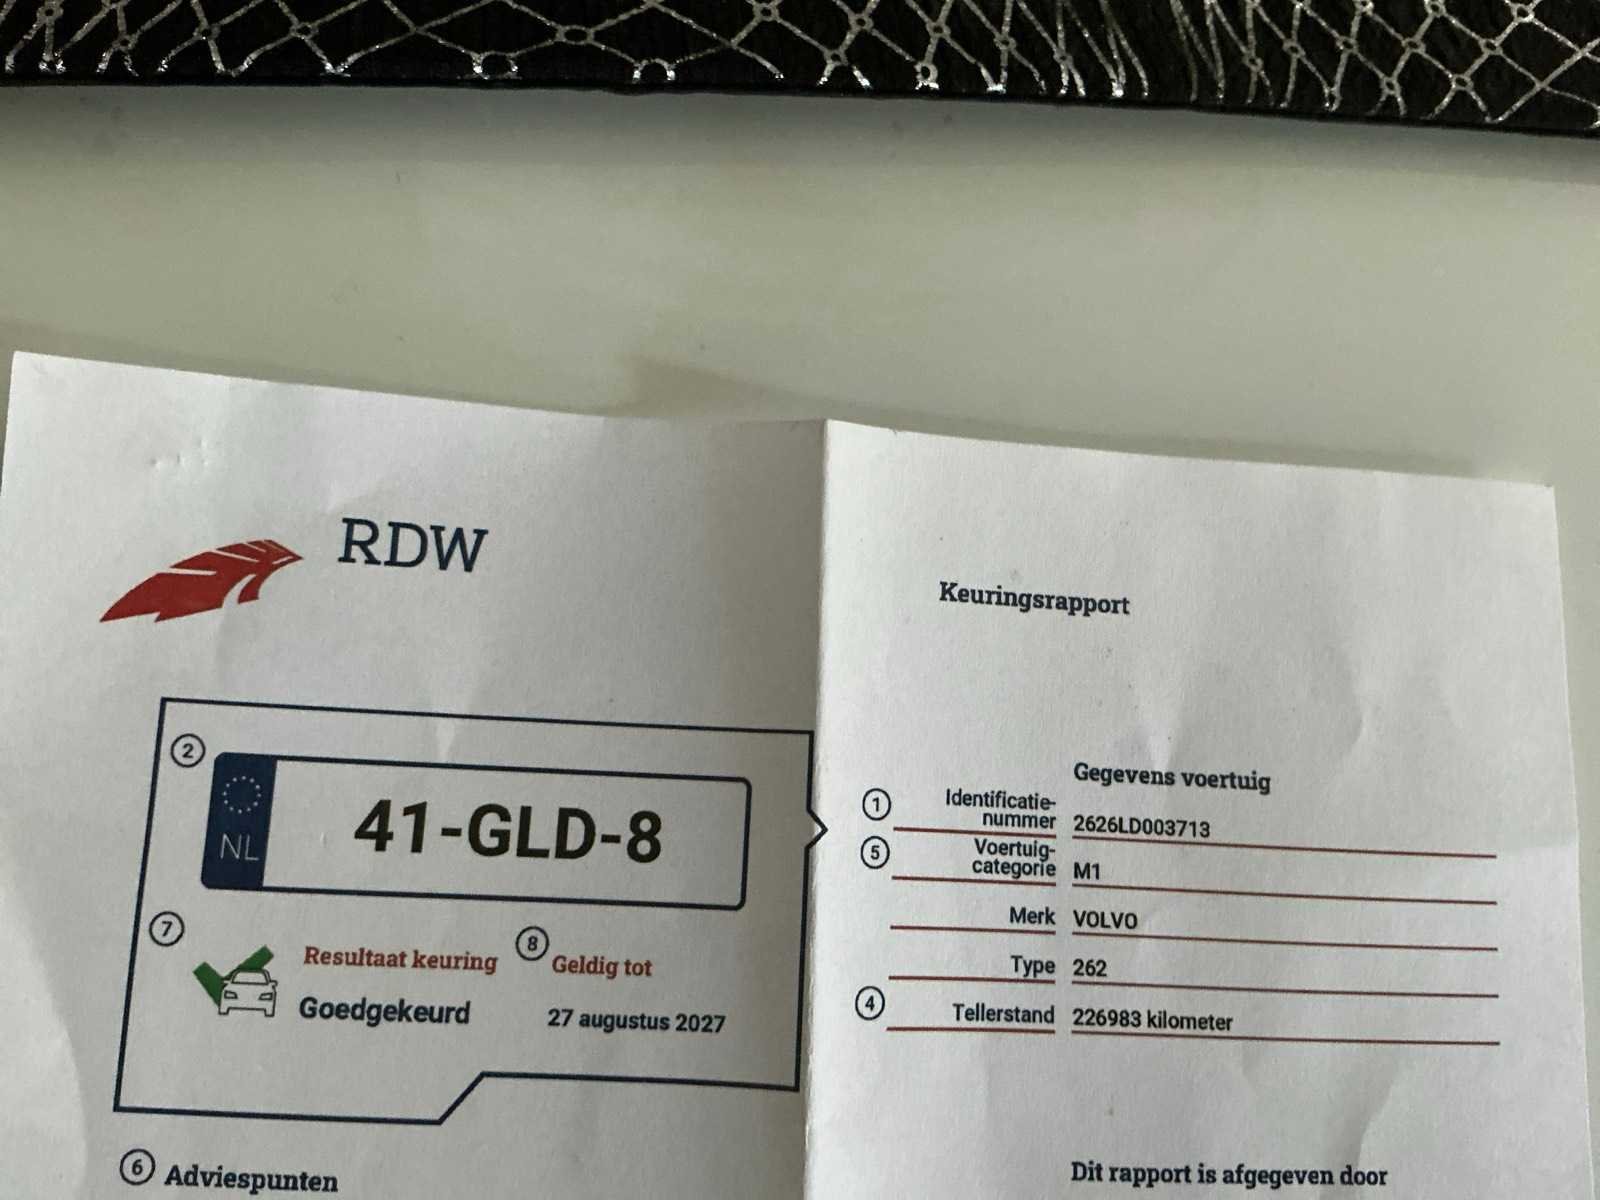 RDW
Keuringsrapport
2
NL
41-GLD-8
7
Resultaat keuring
Goedgekeurd
8
Geldig tot
27 augustus 2027
6 Adviespunten
Gegevens voertuig
1 Identificatie-
nummer 2626LD003713
5 Voertuig-
categorie M1
Merk VOLVO
Type 262
4 Tellerstand 226983 kilometer
Dit rapport is afgegeven door